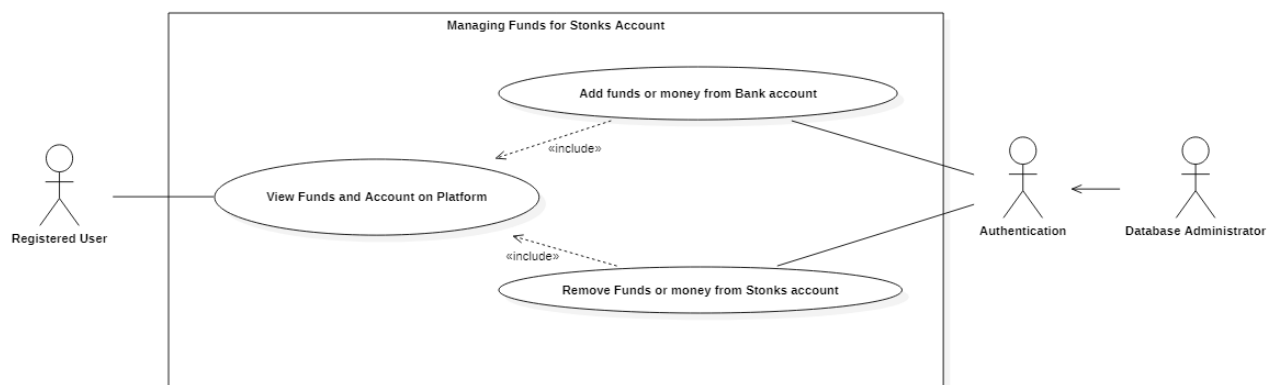 Managing Funds for Stonks Account
Add funds or money from Bank account
«include»
View Funds and Account on Platform
Registered User
Authentication
Database Administrator
«include»
Remove Funds or money from Stonks account